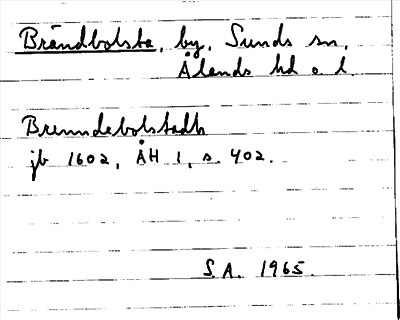 Brändbolsta, by, Sunds sn,
Ålands hd o. l.
Brenndebolstadh
jb 1602, ÅH 1, s. 402.
S.A. 1965.